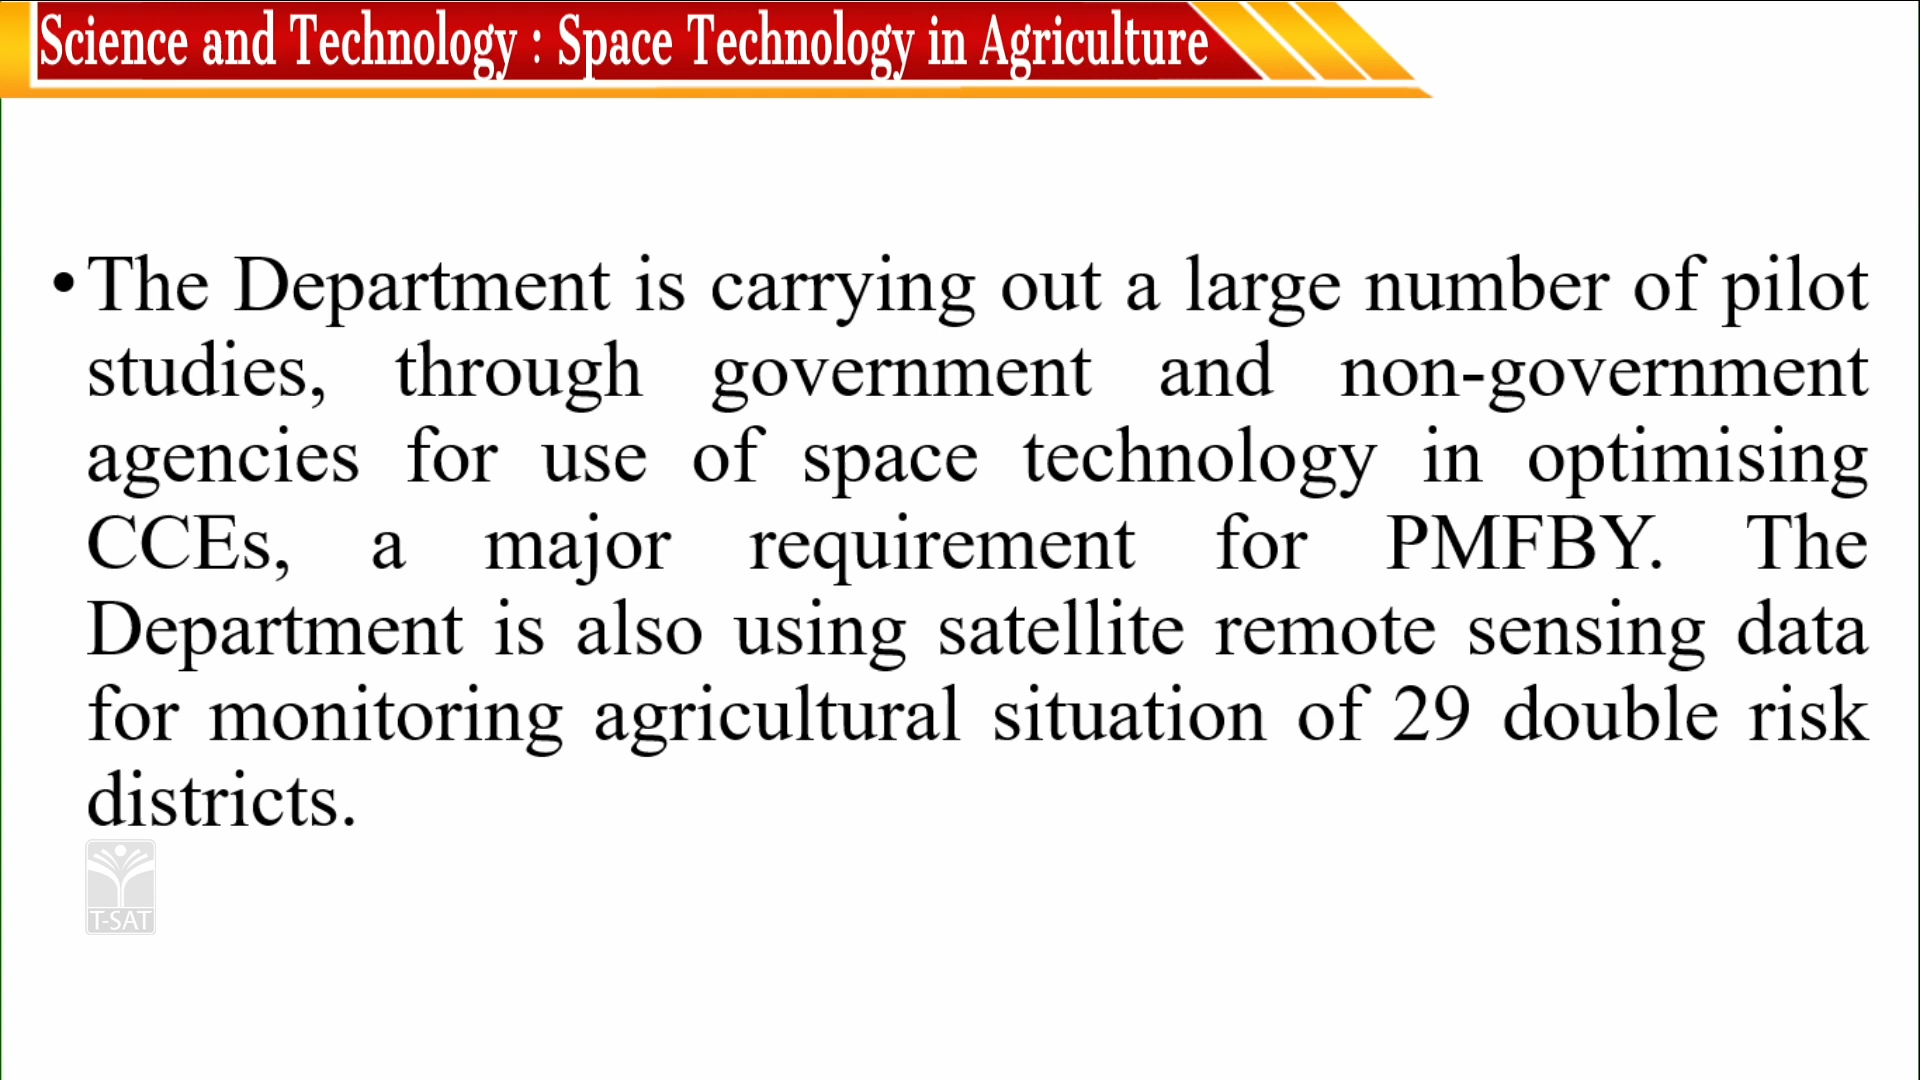 Science and Technology : Space Technology in Agriculture
•The Department is carrying out a large number of pilot
studies, through government and non-government
agencies for use of space technology in optimising
CCEs, a major requirement for PMFBY. The
Department is also using satellite remote sensing data
for monitoring agricultural situation of 29 double risk
districts.
T-SAT